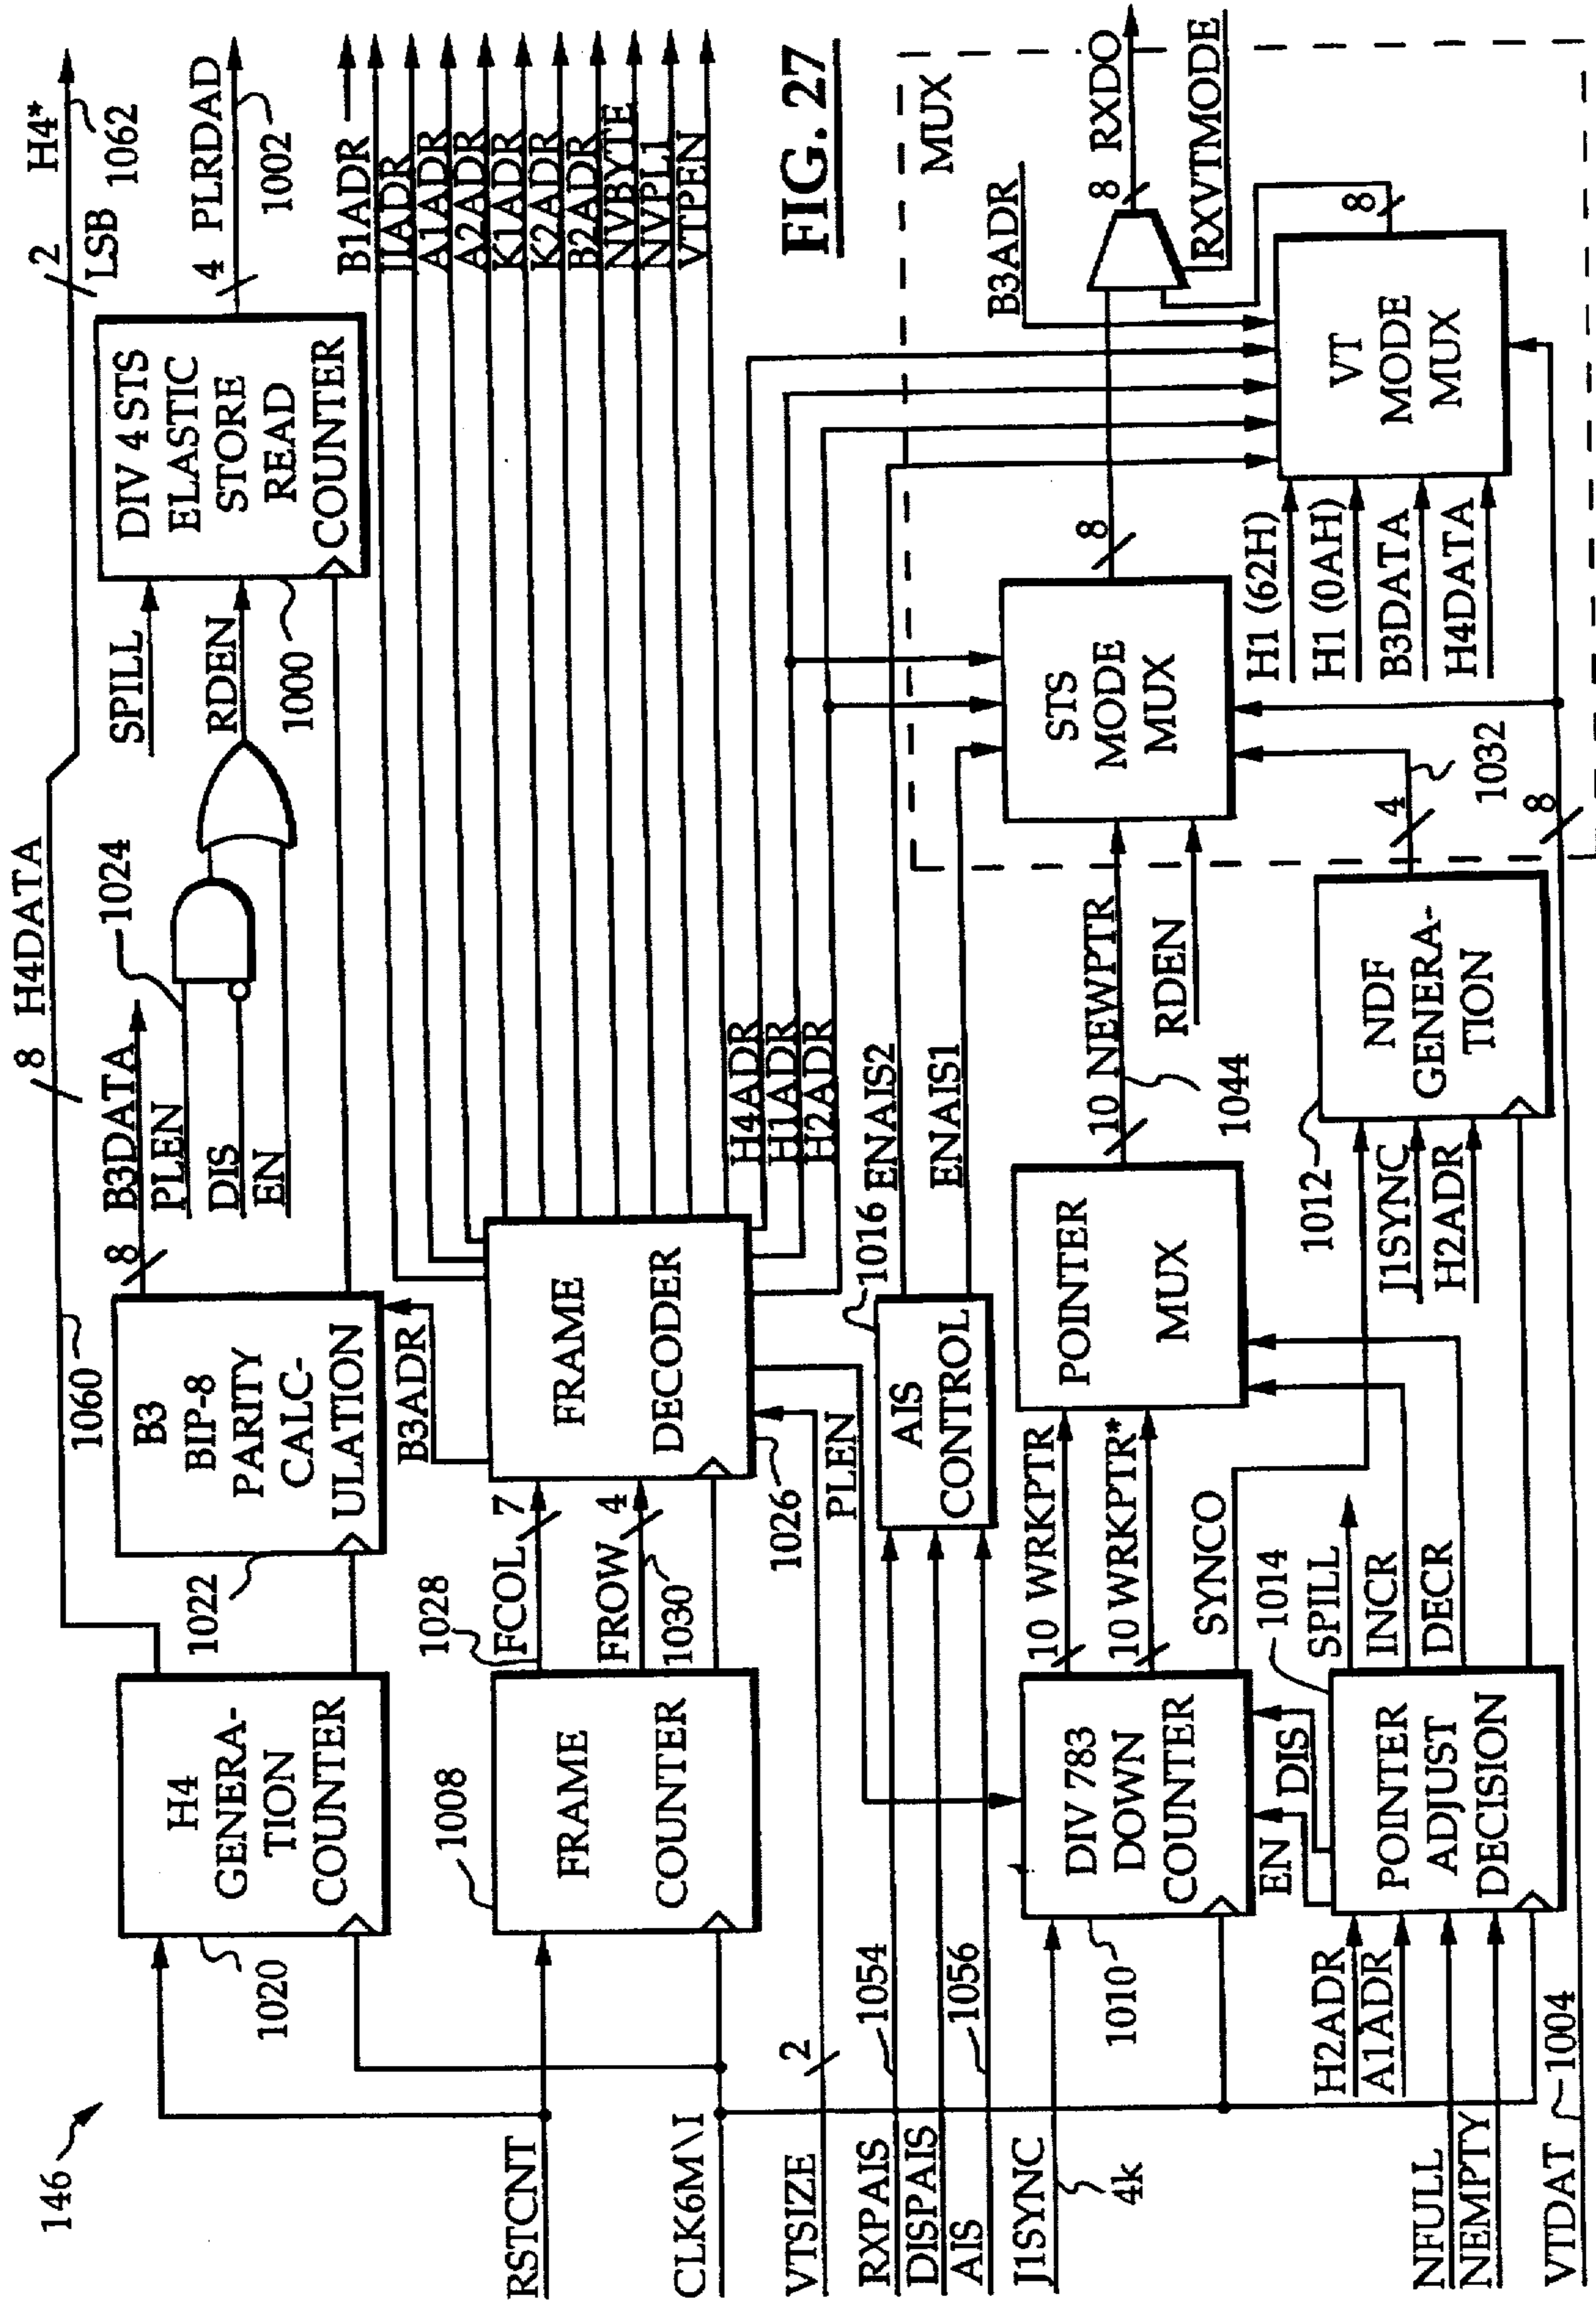 146
RSTCNT
CLK6M\I
VTSIZE
2
RXPAIS
1054
DISPAIS
AIS
1056
J1SYNC
4k
NFULL
NEMPTY
VTDAT
1004
H2ADR
A1ADR
H4
GENERA-
TION
COUNTER
1020
FRAME
COUNTER
1008
DIV 783
DOWN
COUNTER
1010
EN
DIS
POINTER
ADJUST
DECISION
1014
SPILL
INCR
DECR
1060
8
H4DATA
B3
BIP-8
PARITY
CALC-
ULATION
1022
8
B3DATA
B3ADR
1028
FCOL
7
FROW
4
1030
FRAME
DECODER
1026
PLEN
AIS
CONTROL
1016
ENAIS2
ENAIS1
10 WRKPTR
10 WRKPTR*
SYNCO
POINTER
MUX
10 NEWPTR
1044
RDEN
J1SYNC
H2ADR
NDF
GENERA-
TION
1012
4
1032
8
PLEN
DIS
EN
1024
SPILL
RDEN
1000
DIV 4 STS
ELASTIC
STORE
READ
COUNTER
2
LSB
H4*
1062
4
PLRDAD
1002
B1ADR
J1ADR
A1ADR
A2ADR
K1ADR
K2ADR
B2ADR
NVBYTE
NVPL1
VTPEN
H4ADR
H1ADR
H2ADR
STS
MODE
MUX
8
H1 (62H)
H1 (0AH)
B3DATA
H4DATA
VT
MODE
MUX
8
B3ADR
MUX
8
RXDO
RXVTMODE
FIG. 27